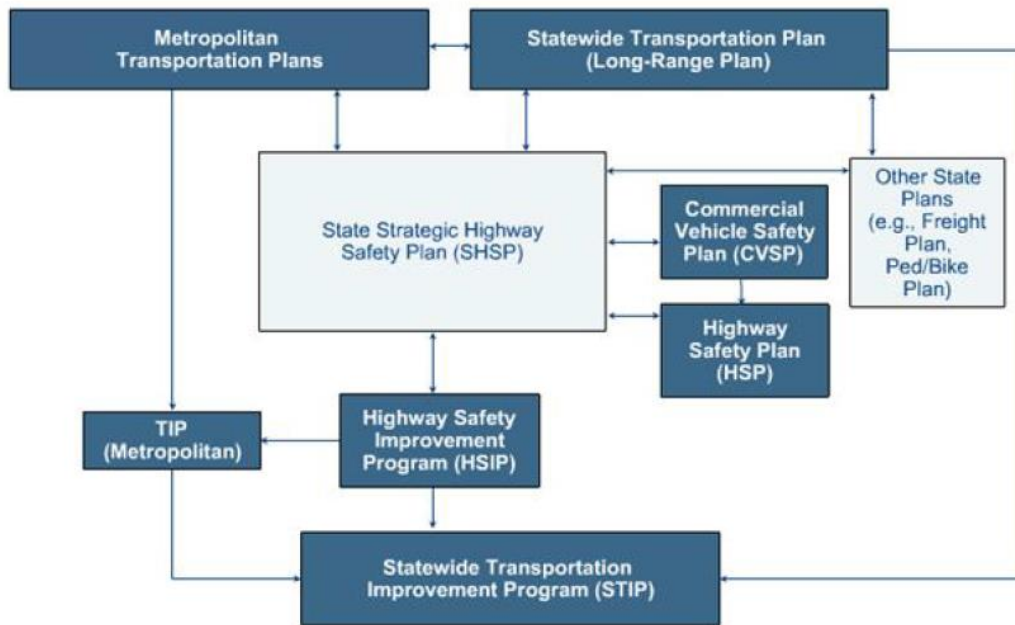 Metropolitan
Transportation Plans
Statewide Transportation Plan
(Long-Range Plan)
State Strategic Highway
Safety Plan (SHSP)
Commercial
Vehicle Safety
Plan (CVSP)
Other State
Plans
(e.g., Freight
Plan,
Ped/Bike
Plan)
Highway
Safety Plan
(HSP)
TIP
(Metropolitan)
Highway Safety
Improvement
Program (HSIP)
Statewide Transportation
Improvement Program (STIP)